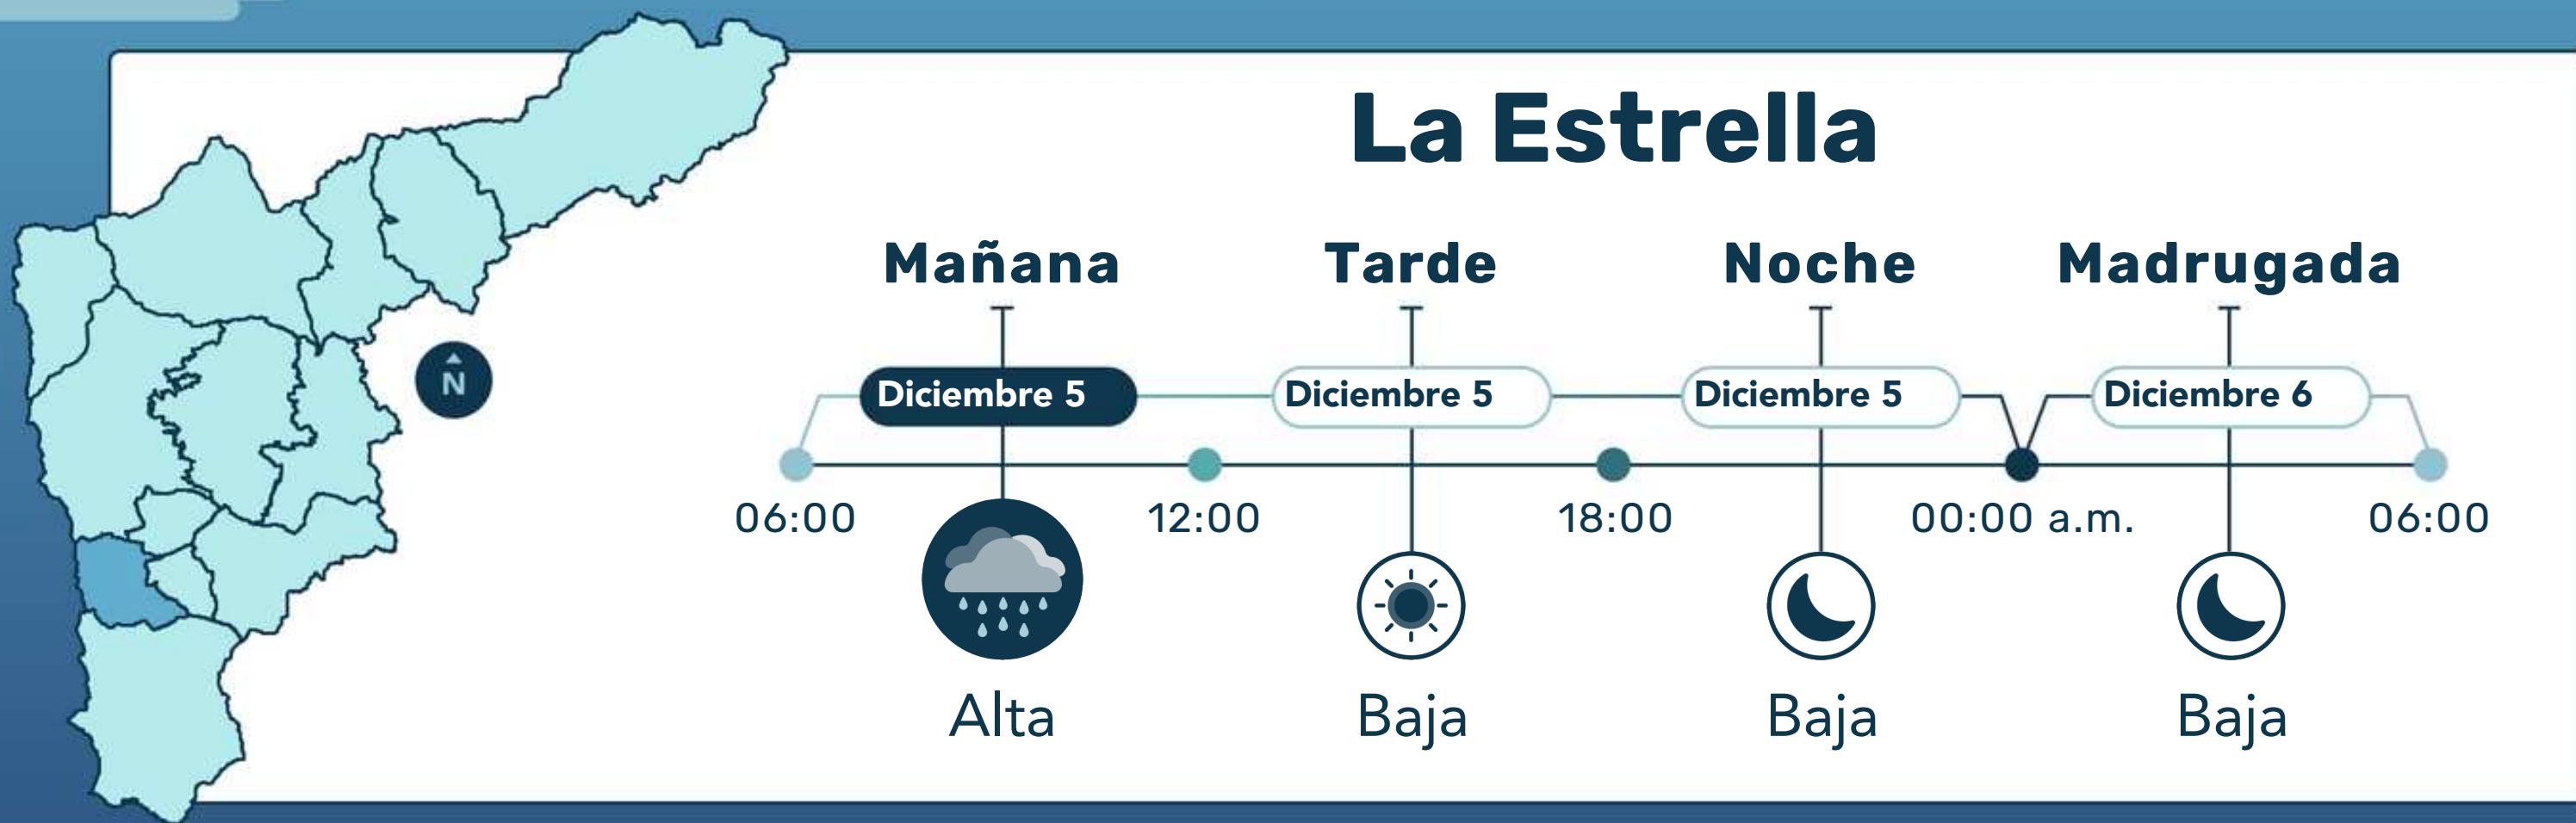 La Estrella
Mañana Tarde Noche Madrugada
N
Diciembre 5 Diciembre 5 Diciembre 5 Diciembre 6
06:00 12:00 18:00 00:00 a.m. 06:00
Alta Baja Baja Baja